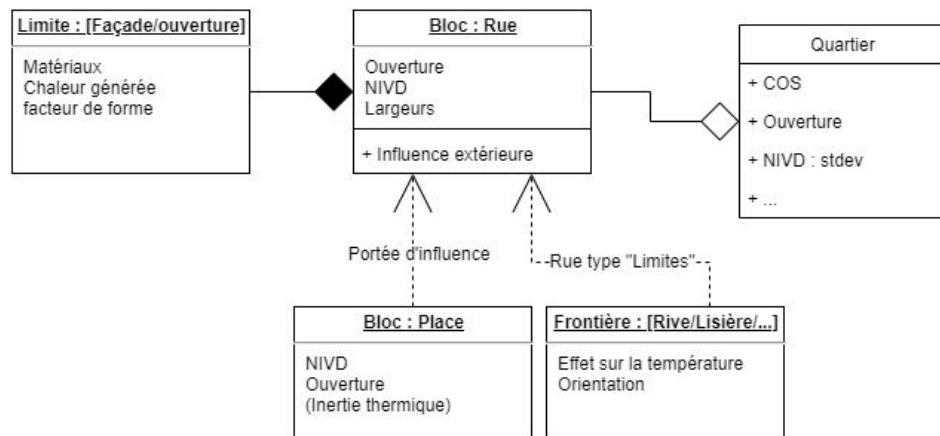 Limite : [Façade/ouverture]
Matériaux
Chaleur générée
facteur de forme
Bloc : Rue
Ouverture
NIVD
Largeurs
+ Influence extérieure
Quartier
+ COS
+ Ouverture
+ NIVD : stdev
+ ...
Portée d'influence
Rue type "Limites"
Bloc : Place
NIVD
Ouverture
(Inertie thermique)
Frontière : [Rive/Lisière/...]
Effet sur la température
Orientation